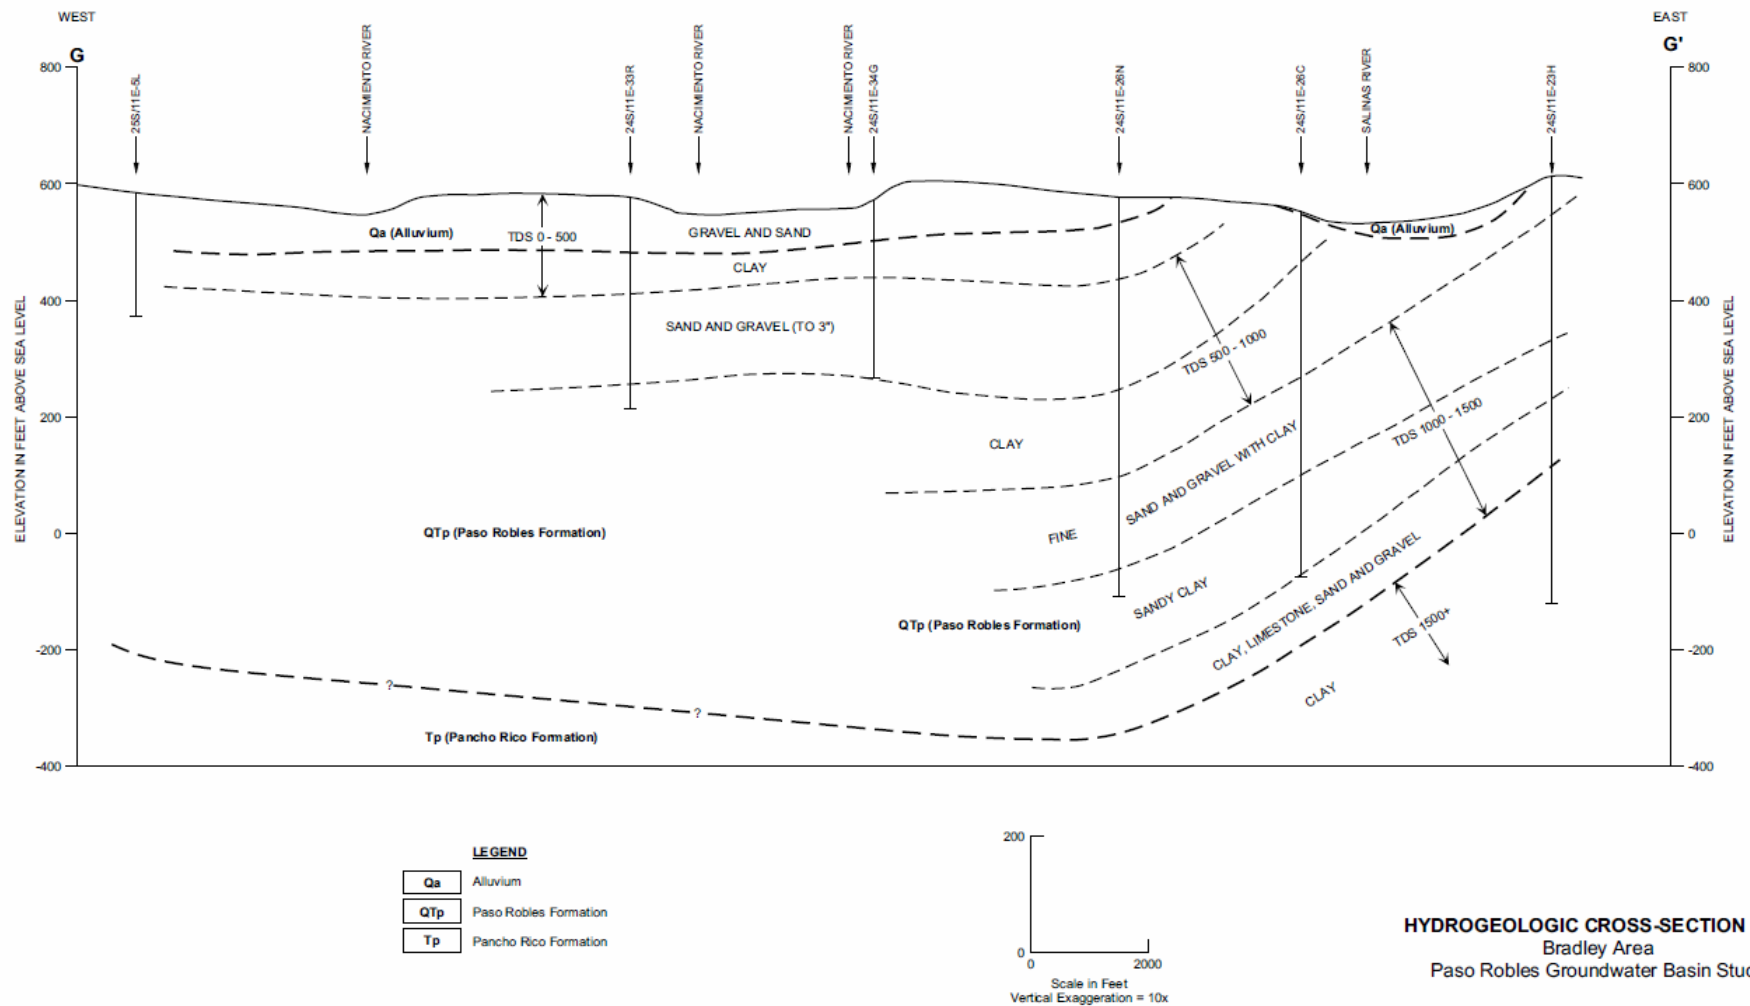 WEST
EAST
G
G'
25S/11E-5L
NACIMIENTO RIVER
24S/11E-33R
NACIMIENTO RIVER
NACIMIENTO RIVER
24S/11E-34G
24S/11E-26N
24S/11E-26C
SALINAS RIVER
24S/11E-23H
800
600
400
200
0
-200
-400
ELEVATION IN FEET ABOVE SEA LEVEL
800
600
400
200
0
-200
-400
ELEVATION IN FEET ABOVE SEA LEVEL
Qa (Alluvium)
TDS 0 - 500
GRAVEL AND SAND
Qa (Alluvium)
CLAY
SAND AND GRAVEL (TO 3")
TDS 500 - 1000
CLAY
TDS 1000 - 1500
SAND AND GRAVEL WITH CLAY
FINE
QTp (Paso Robles Formation)
SANDY CLAY
CLAY, LIMESTONE, SAND AND GRAVEL
QTp (Paso Robles Formation)
TDS 1500+
CLAY
?
?
Tp (Pancho Rico Formation)
LEGEND
Qa Alluvium
QTp Paso Robles Formation
Tp Pancho Rico Formation
200
0
0 2000
Scale in Feet
Vertical Exaggeration = 10x
HYDROGEOLOGIC CROSS-SECTION
Bradley Area
Paso Robles Groundwater Basin Stu